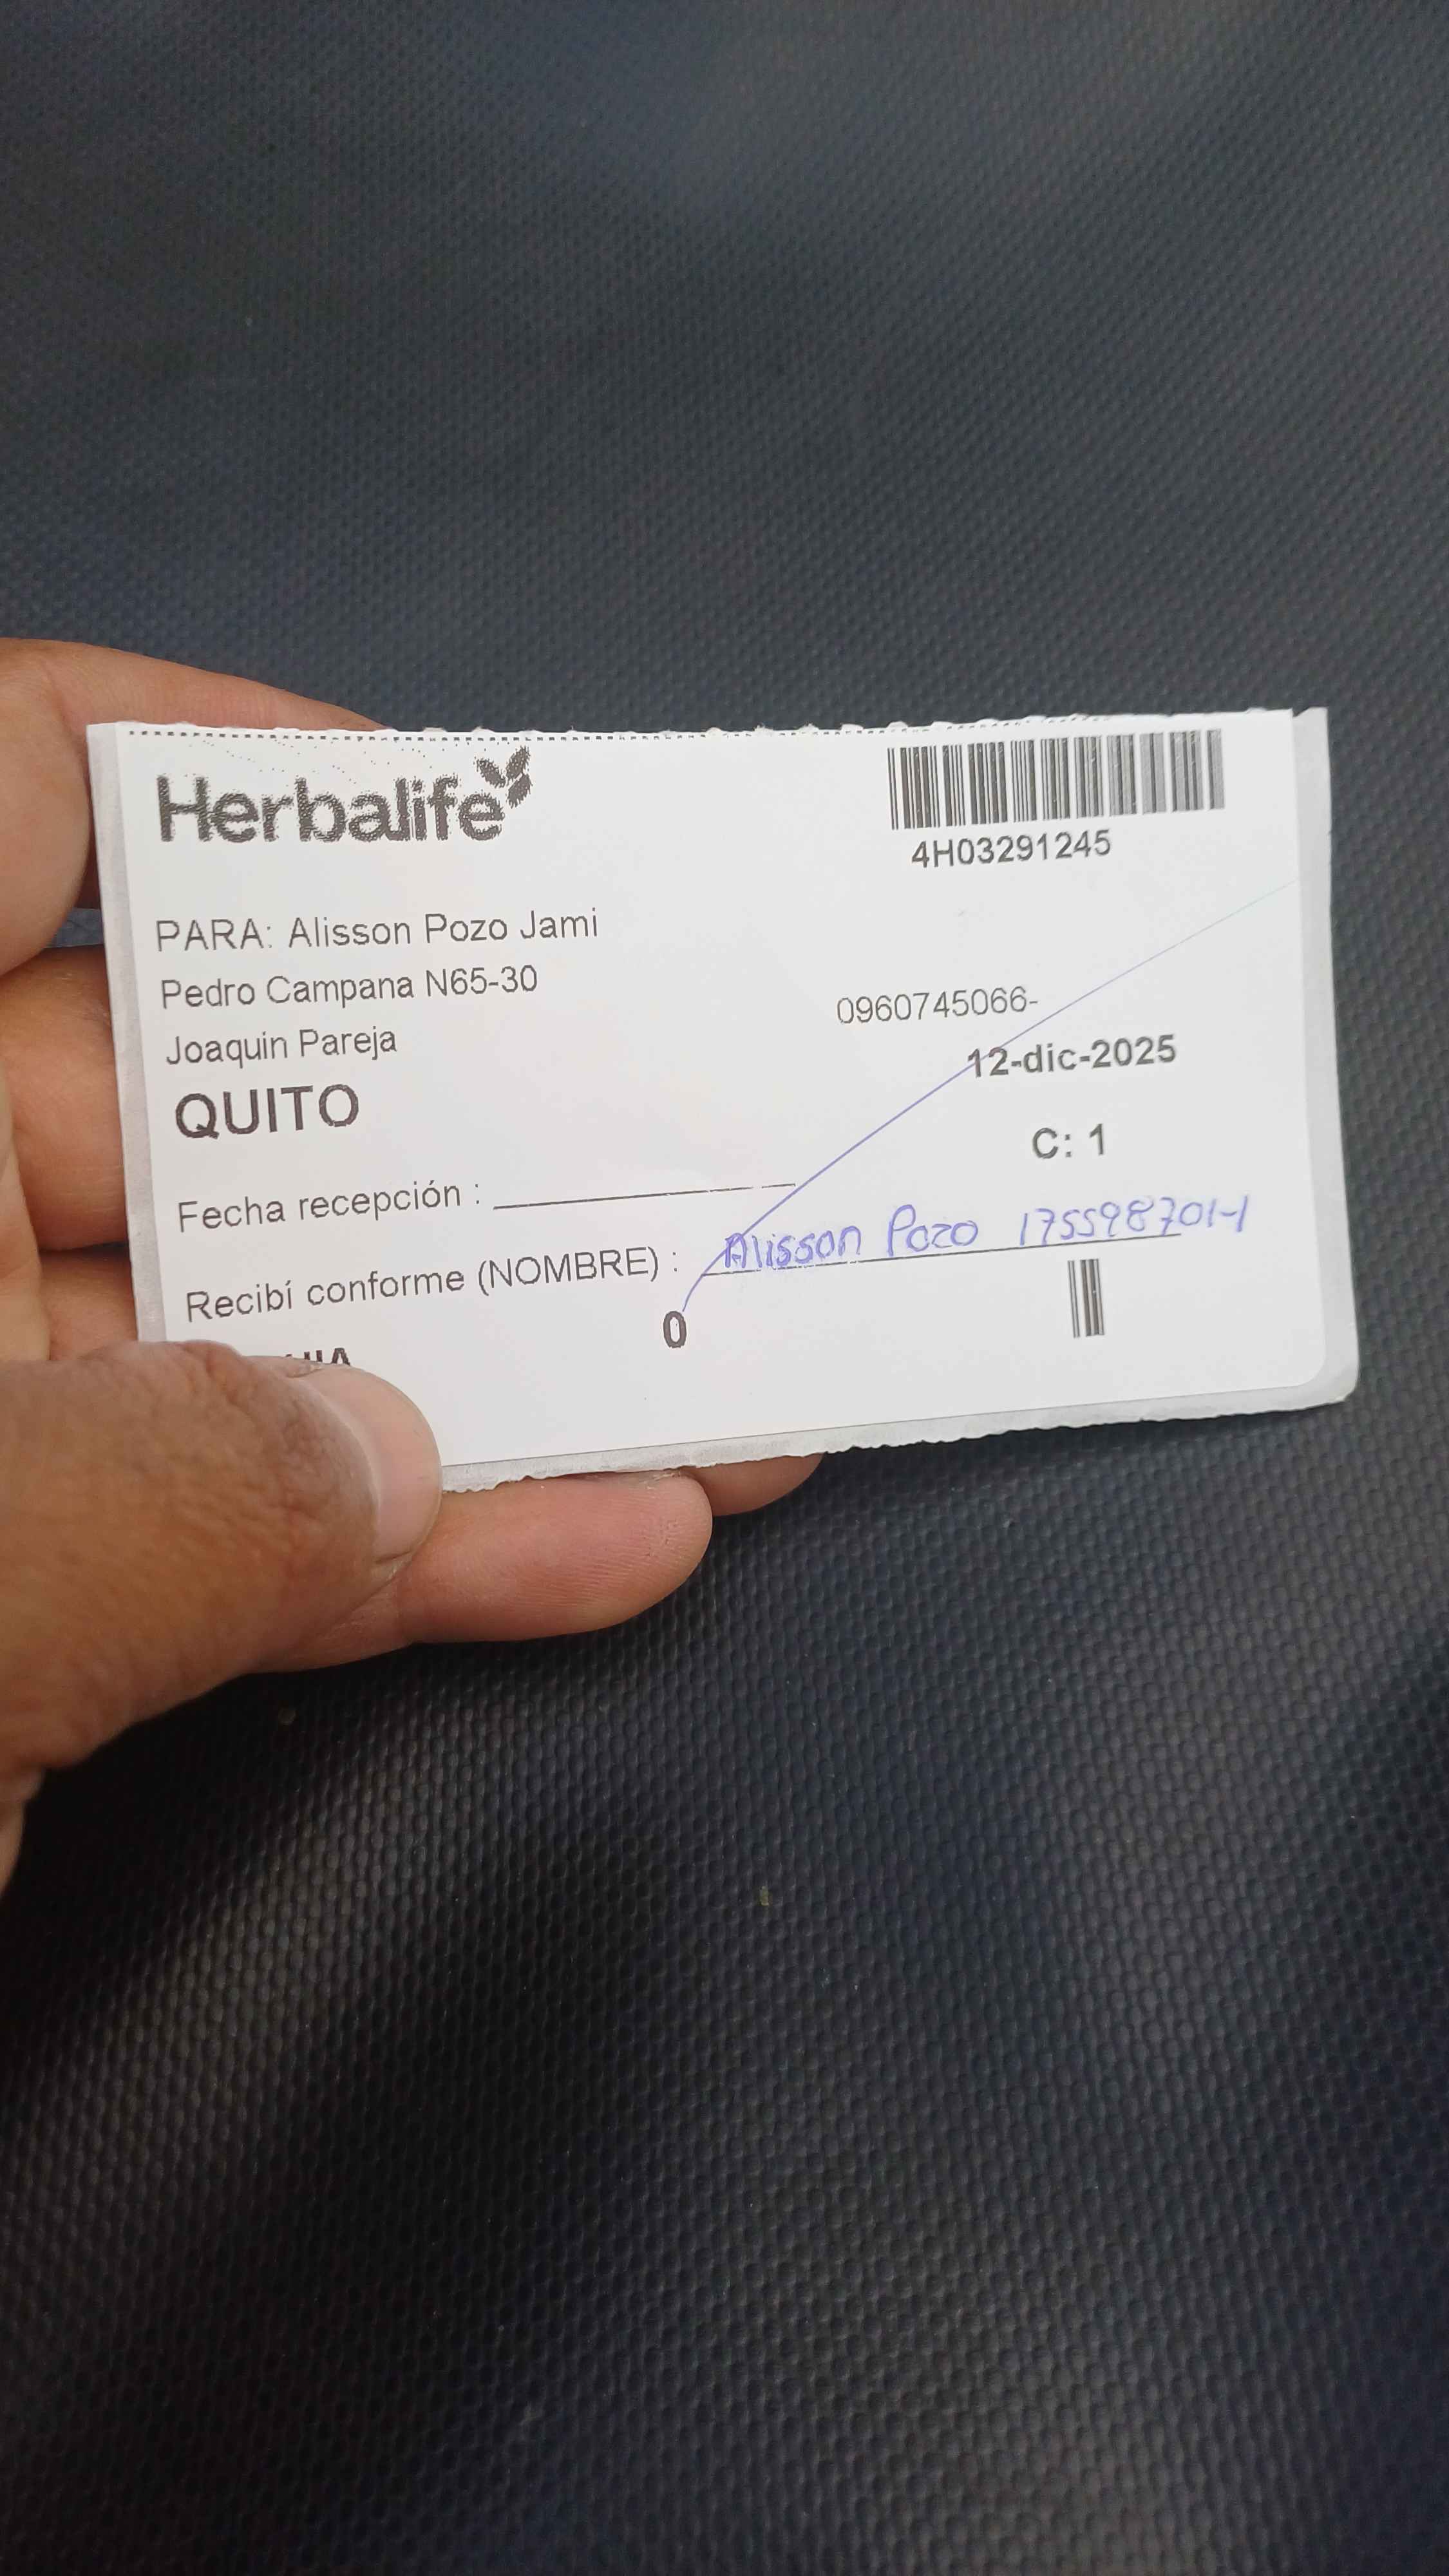 Herbalife
4H03291245
PARA: Alisson Pozo Jami
Pedro Campana N65-30
0960745066-
Joaquin Pareja
12-dic-2025
QUITO
C: 1
Fecha recepción : ____________
Recibí conforme (NOMBRE) : Alisson Pozo 175598701-1
0